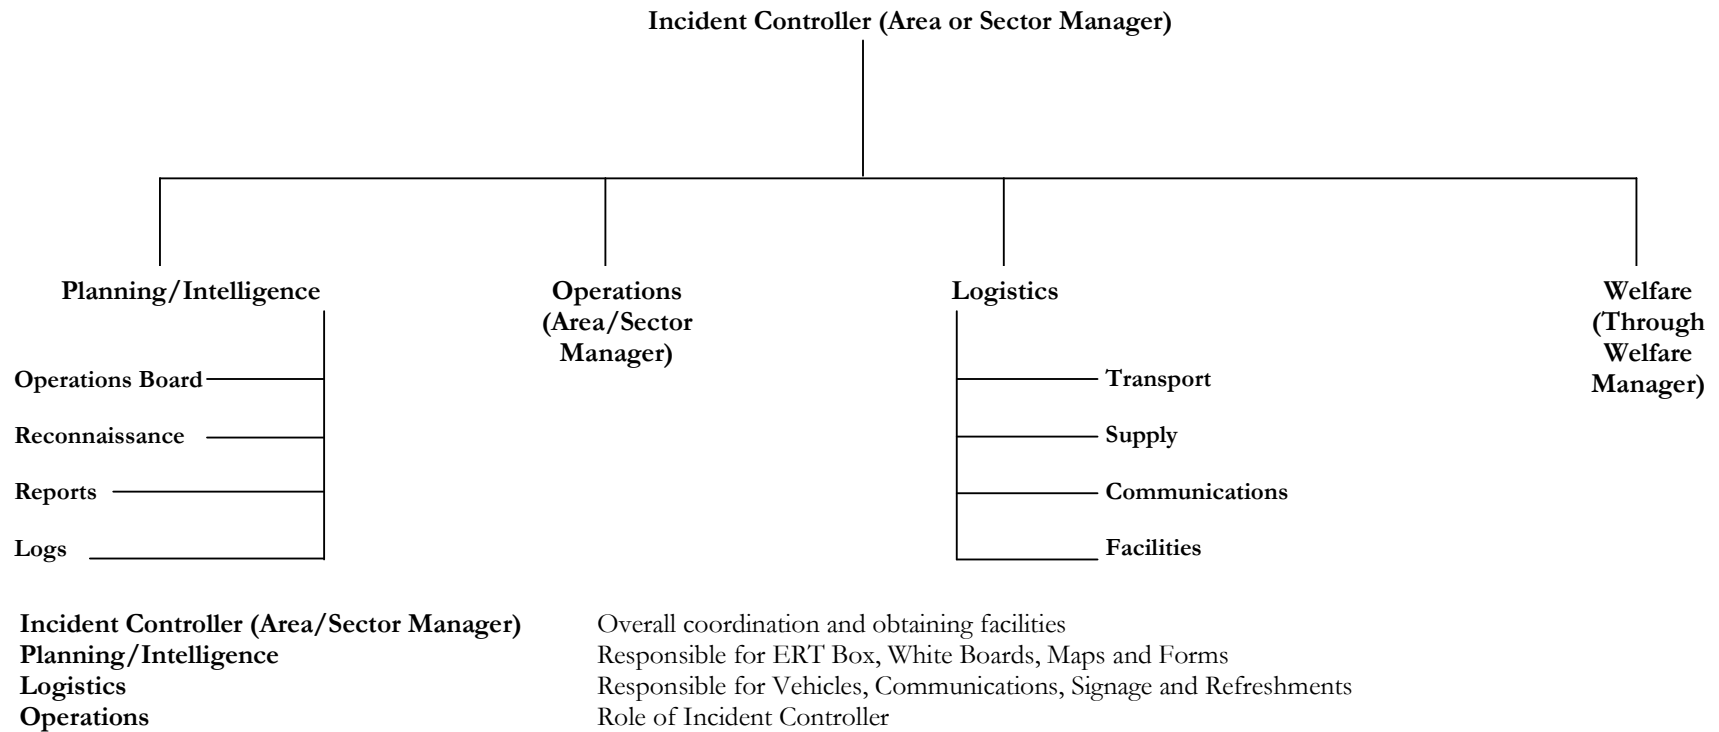 Incident Controller (Area or Sector Manager)
Planning/Intelligence
Operations Board
Reconnaissance
Reports
Logs
Operations
(Area/Sector
Manager)
Logistics
Transport
Supply
Communications
Facilities
Welfare
(Through
Welfare
Manager)
Incident Controller (Area/Sector Manager) Overall coordination and obtaining facilities
Planning/Intelligence Responsible for ERT Box, White Boards, Maps and Forms
Logistics Responsible for Vehicles, Communications, Signage and Refreshments
Operations Role of Incident Controller